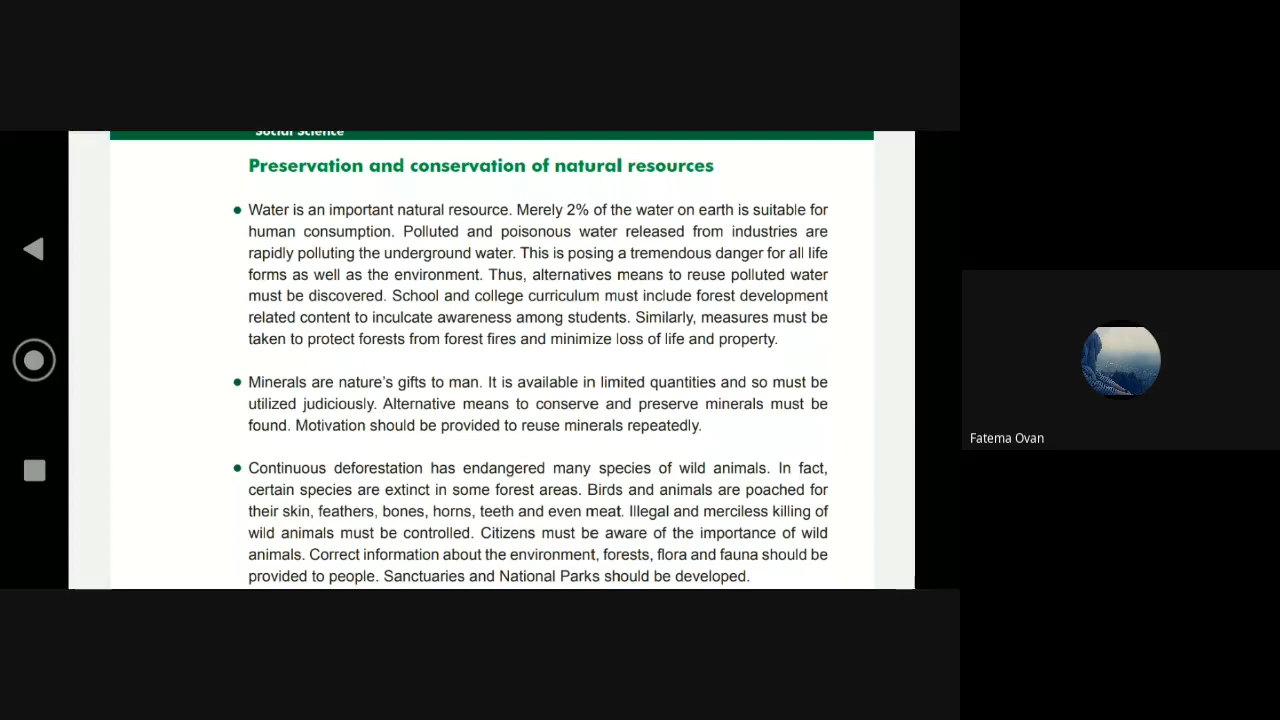 Social Science
Preservation and conservation of natural resources
• Water is an important natural resource. Merely 2% of the water on earth is suitable for
human consumption. Polluted and poisonous water released from industries are
rapidly polluting the underground water. This is posing a tremendous danger for all life
forms as well as the environment. Thus, alternatives means to reuse polluted water
must be discovered. School and college curriculum must include forest development
related content to inculcate awareness among students. Similarly, measures must be
taken to protect forests from forest fires and minimize loss of life and property.
• Minerals are nature’s gifts to man. It is available in limited quantities and so must be
utilized judiciously. Alternative means to conserve and preserve minerals must be
found. Motivation should be provided to reuse minerals repeatedly.
• Continuous deforestation has endangered many species of wild animals. In fact,
certain species are extinct in some forest areas. Birds and animals are poached for
their skin, feathers, bones, horns, teeth and even meat. Illegal and merciless killing of
wild animals must be controlled. Citizens must be aware of the importance of wild
animals. Correct information about the environment, forests, flora and fauna should be
provided to people. Sanctuaries and National Parks should be developed.
Fatema Ovan